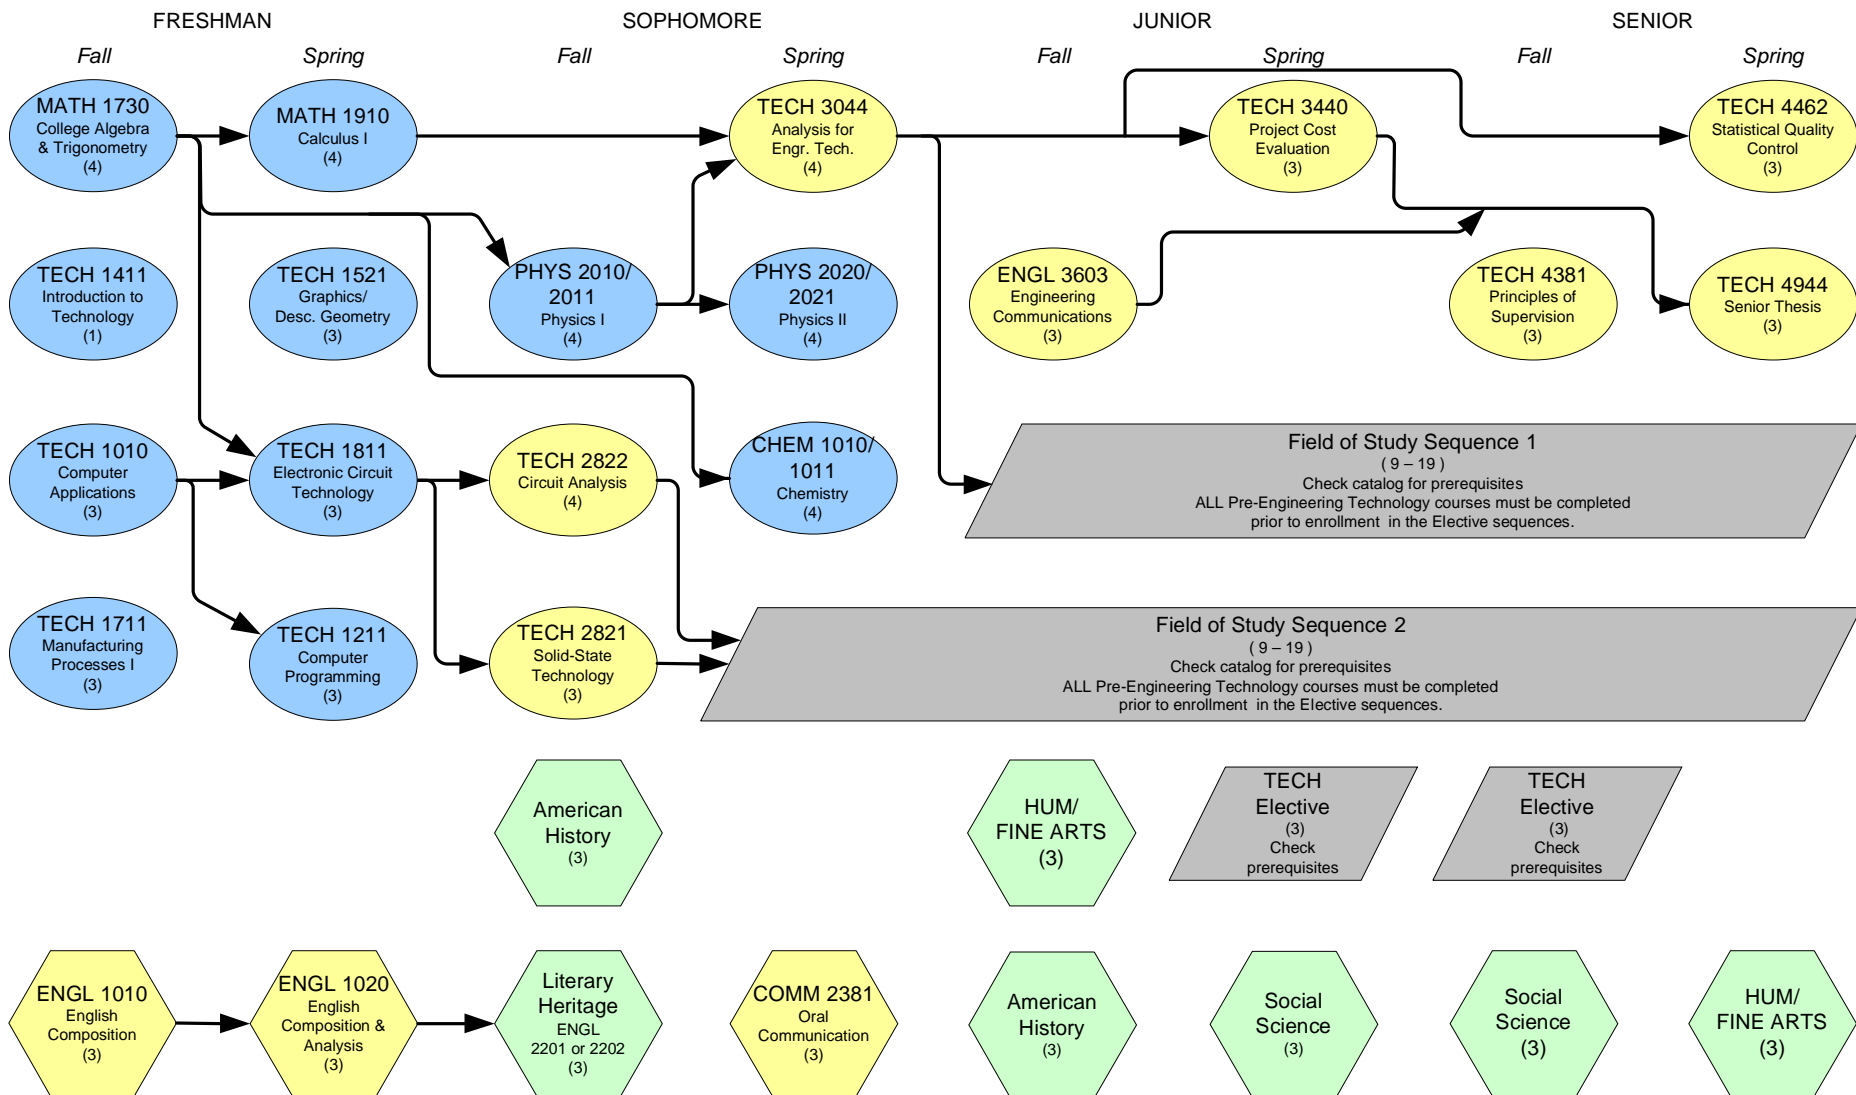 FRESHMAN
SOPHOMORE
JUNIOR
SENIOR
Fall
Spring
Fall
Spring
Fall
Spring
Fall
Spring
MATH 1730
College Algebra
& Trigonometry
(4)
MATH 1910
Calculus I
(4)
TECH 3044
Analysis for
Engr. Tech.
(4)
TECH 3440
Project Cost
Evaluation
(3)
TECH 4462
Statistical Quality
Control
(3)
TECH 1411
Introduction to
Technology
(1)
TECH 1521
Graphics/
Desc. Geometry
(3)
PHYS 2010/
2011
Physics I
(4)
PHYS 2020/
2021
Physics II
(4)
ENGL 3603
Engineering
Communications
(3)
TECH 4381
Principles of
Supervision
(3)
TECH 4944
Senior Thesis
(3)
TECH 1010
Computer
Applications
(3)
TECH 1811
Electronic Circuit
Technology
(3)
TECH 2822
Circuit Analysis
(4)
CHEM 1010/
1011
Chemistry
(4)
Field of Study Sequence 1
( 9 – 19 )
Check catalog for prerequisites
ALL Pre-Engineering Technology courses must be completed
prior to enrollment in the Elective sequences.
TECH 1711
Manufacturing
Processes I
(3)
TECH 1211
Computer
Programming
(3)
TECH 2821
Solid-State
Technology
(3)
Field of Study Sequence 2
( 9 – 19 )
Check catalog for prerequisites
ALL Pre-Engineering Technology courses must be completed
prior to enrollment in the Elective sequences.
American
History
(3)
HUM/
FINE ARTS
(3)
TECH
Elective
(3)
Check
prerequisites
TECH
Elective
(3)
Check
prerequisites
ENGL 1010
English
Composition
(3)
ENGL 1020
English
Composition &
Analysis
(3)
Literary
Heritage
ENGL
2201 or 2202
(3)
COMM 2381
Oral
Communication
(3)
American
History
(3)
Social
Science
(3)
Social
Science
(3)
HUM/
FINE ARTS
(3)